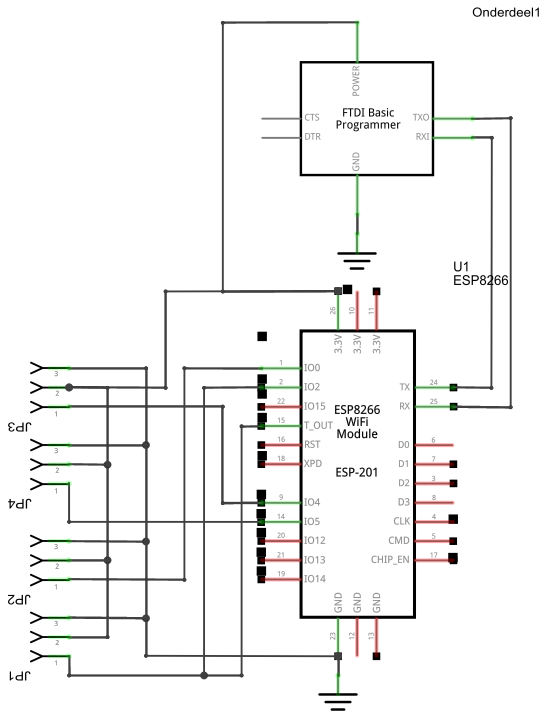 Onderdeel1
POWER
CTS
DTR
FTDI Basic
Programmer
TXO
RXI
GND
U1
ESP8266
26
10
11
3.3V
3.3V
3.3V
1
IO0
2
IO2
22
IO15
15
T_OUT
16
RST
18
XPD
9
IO4
14
IO5
20
IO12
21
IO13
19
IO14
ESP8266
WiFi
Module
ESP-201
TX
24
RX
25
D0
6
D1
7
D2
3
D3
8
CLK
4
CMD
5
CHIP_EN
17
GND
GND
GND
23
12
13
3
2
1
JP3
3
2
1
JP4
3
2
1
JP2
3
2
1
JP1